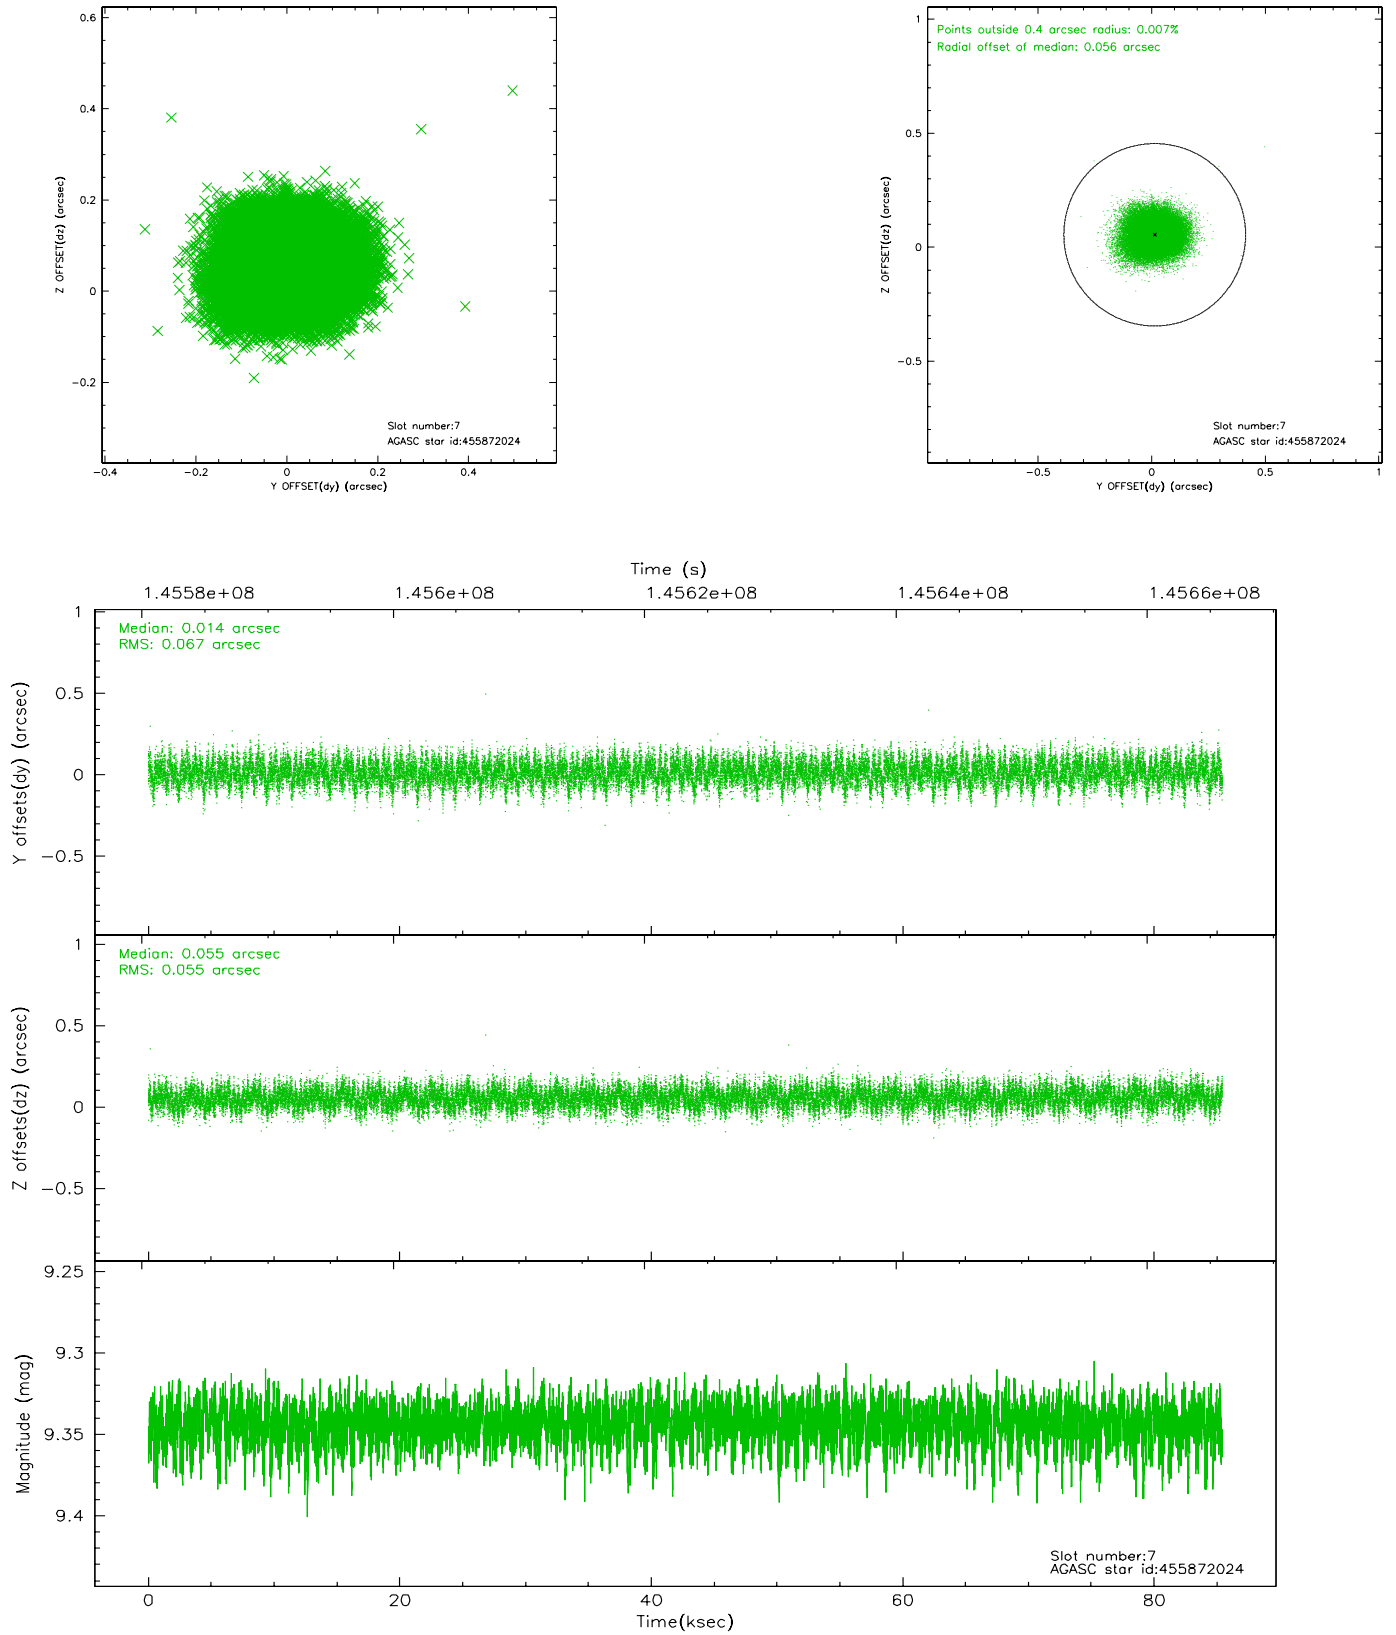 0.6
0.4
0.2
0
−0.2
−0.4
−0.2
0
0.2
0.4
Z OFFSET(dz) (arcsec)
Y OFFSET(dy) (arcsec)
Slot number:7
AGASC star id:455872024
Points outside 0.4 arcsec radius: 0.007%
Radial offset of median: 0.056 arcsec
1
0.5
0
−0.5
−0.5
0
0.5
1
Z OFFSET(dz) (arcsec)
Y OFFSET(dy) (arcsec)
Slot number:7
AGASC star id:455872024
Time (s)
1.4558e+08 1.456e+08 1.4562e+08 1.4564e+08 1.4566e+08
Median: 0.014 arcsec
RMS: 0.067 arcsec
1
0.5
0
−0.5
Y offsets(dy) (arcsec)
Median: 0.055 arcsec
RMS: 0.055 arcsec
1
0.5
0
−0.5
Z offsets(dz) (arcsec)
9.25
9.3
9.35
9.4
Magnitude (mag)
Slot number:7
AGASC star id:455872024
0 20 40 60 80
Time(ksec)